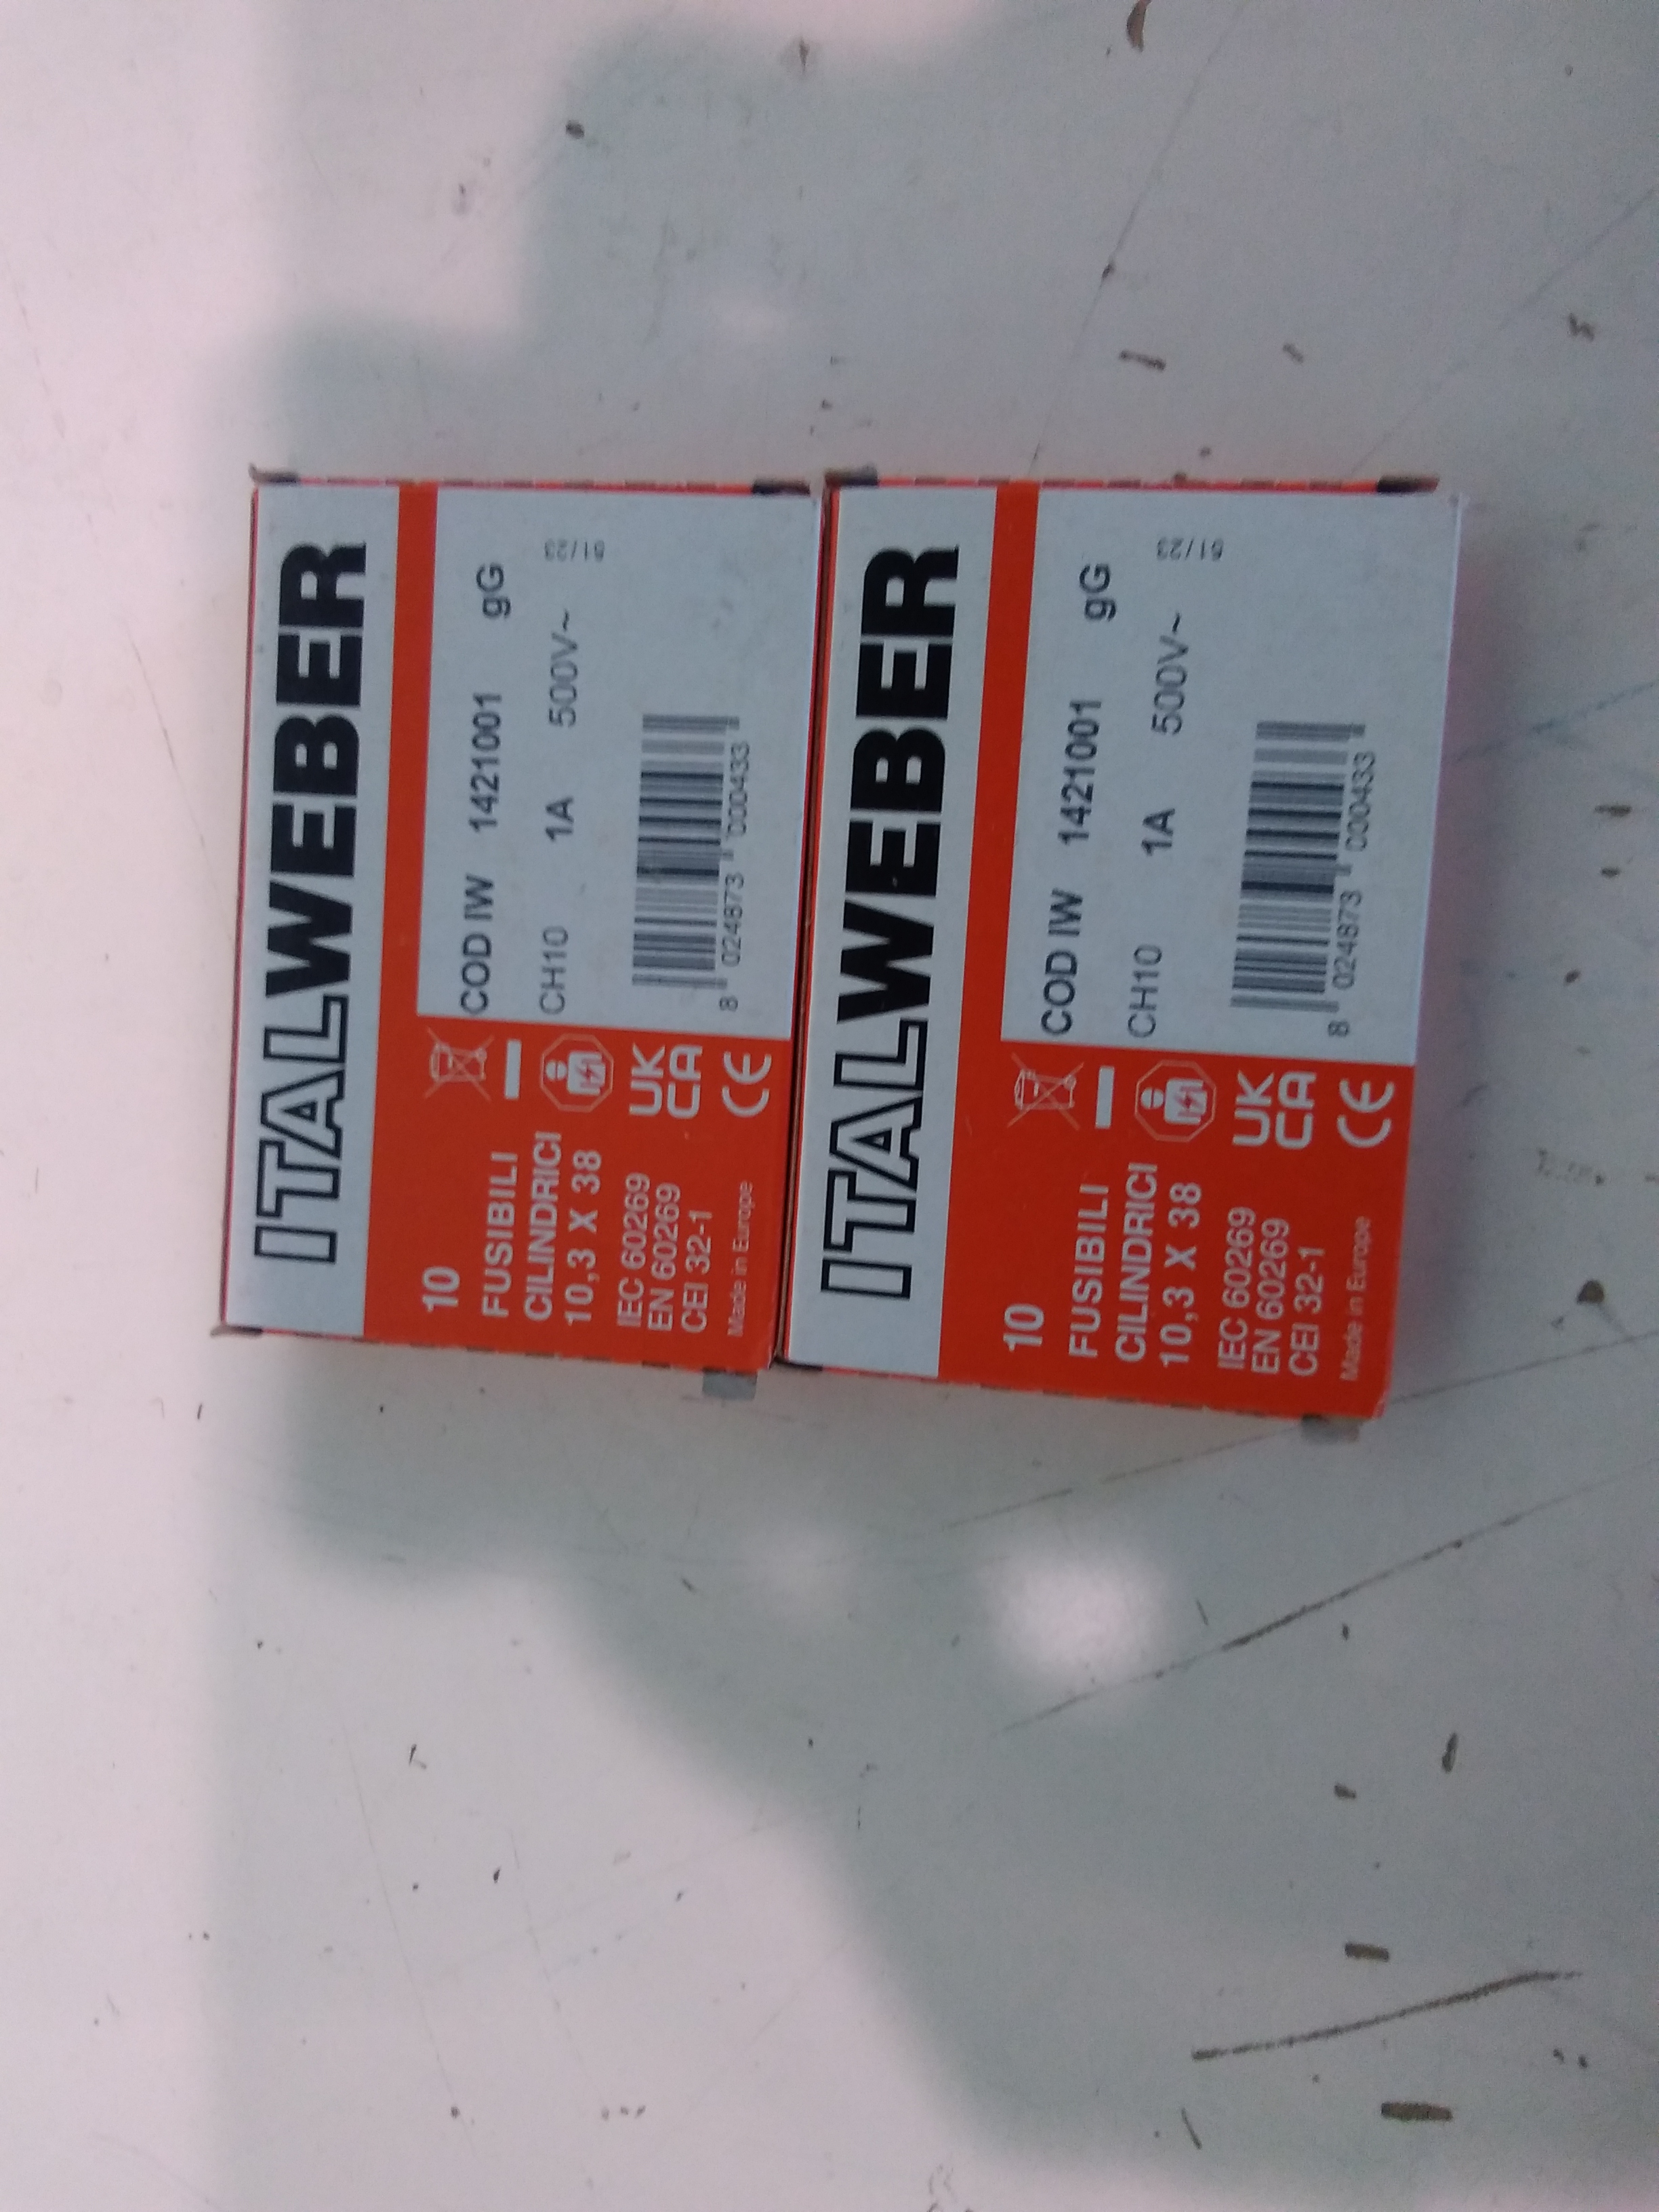 ITALWEBER
10
FUSIBILI
CILINDRICI
10,3 X 38
IEC 60269
EN 60269
CEI 32-1
Made in Europe
UK
CA
CE
COD IW 1421001 gG
CH10 1A 500V~
51/23
8 024873 000433
ITALWEBER
10
FUSIBILI
CILINDRICI
10,3 X 38
IEC 60269
EN 60269
CEI 32-1
Made in Europe
UK
CA
CE
COD IW 1421001 gG
CH10 1A 500V~
51/23
8 024873 000433